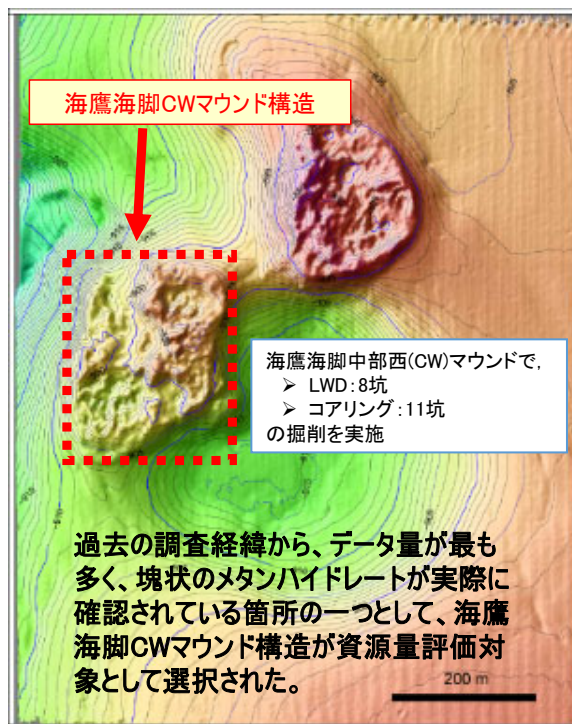 海鷹海脚CWマウンド構造
海鷹海脚中部西(CW)マウンドで,
➤ LWD:8坑
➤ コアリング:11坑
の掘削を実施
過去の調査経緯から、データ量が最も
多く、塊状のメタンハイドレートが実際に
確認されている箇所の一つとして、海鷹
海脚CWマウンド構造が資源量評価対
象として選択された。
200 m